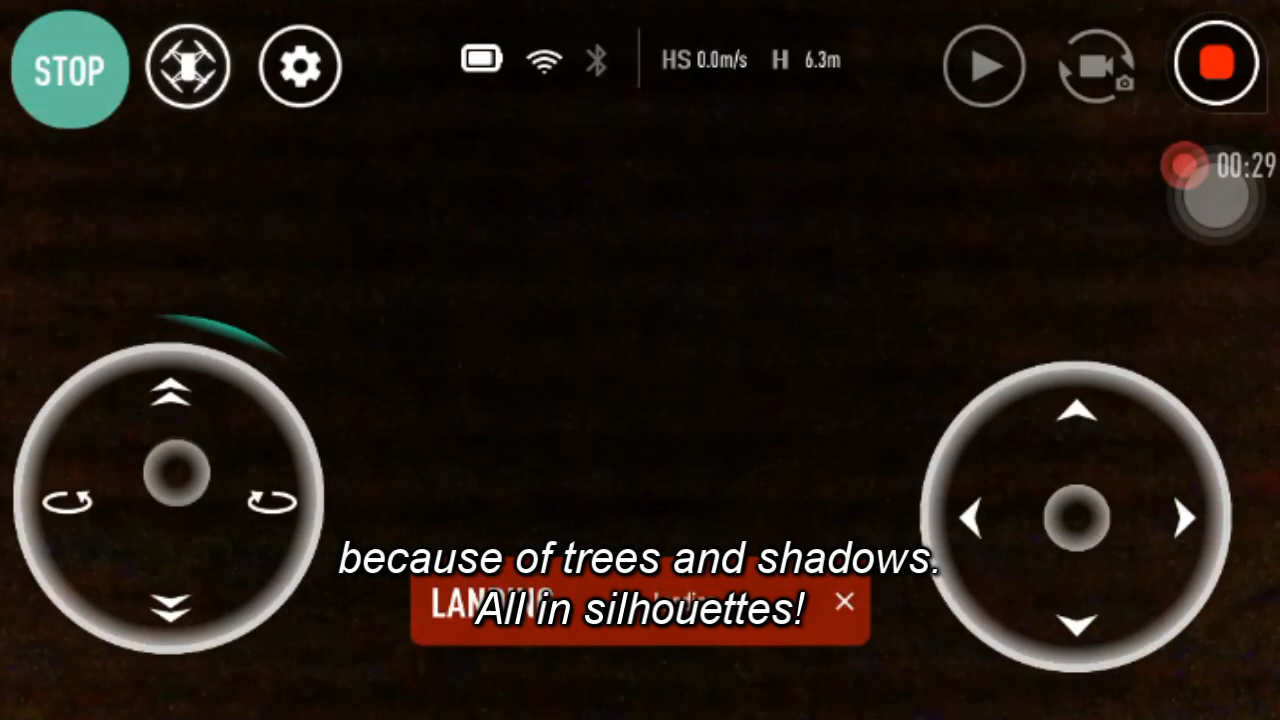 STOP
HS 0.0m/s H 6.3m
00:29
because of trees and shadows.
All in silhouettes!